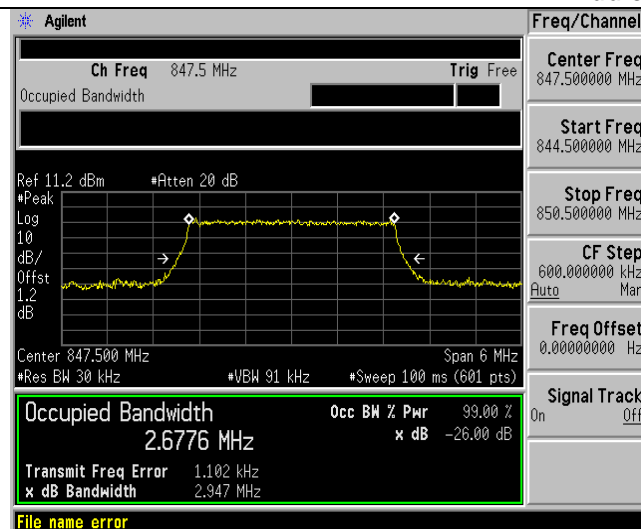 Agilent
Freq/Channel
Ch Freq 847.5 MHz Trig Free
Occupied Bandwidth
Center Freq
847.500000 MHz
Start Freq
844.500000 MHz
Stop Freq
850.500000 MHz
CF Step
600.000000 kHz
Auto Man
Freq Offset
0.00000000 Hz
Signal Track
On Off
Ref 11.2 dBm #Atten 20 dB
#Peak
Log
10
dB/
Offst
1.2
dB
Center 847.500 MHz Span 6 MHz
#Res BW 30 kHz #VBW 91 kHz #Sweep 100 ms (601 pts)
Occupied Bandwidth Occ BW % Pwr 99.00 %
2.6776 MHz x dB -26.00 dB
Transmit Freq Error 1.102 kHz
x dB Bandwidth 2.947 MHz
File name error